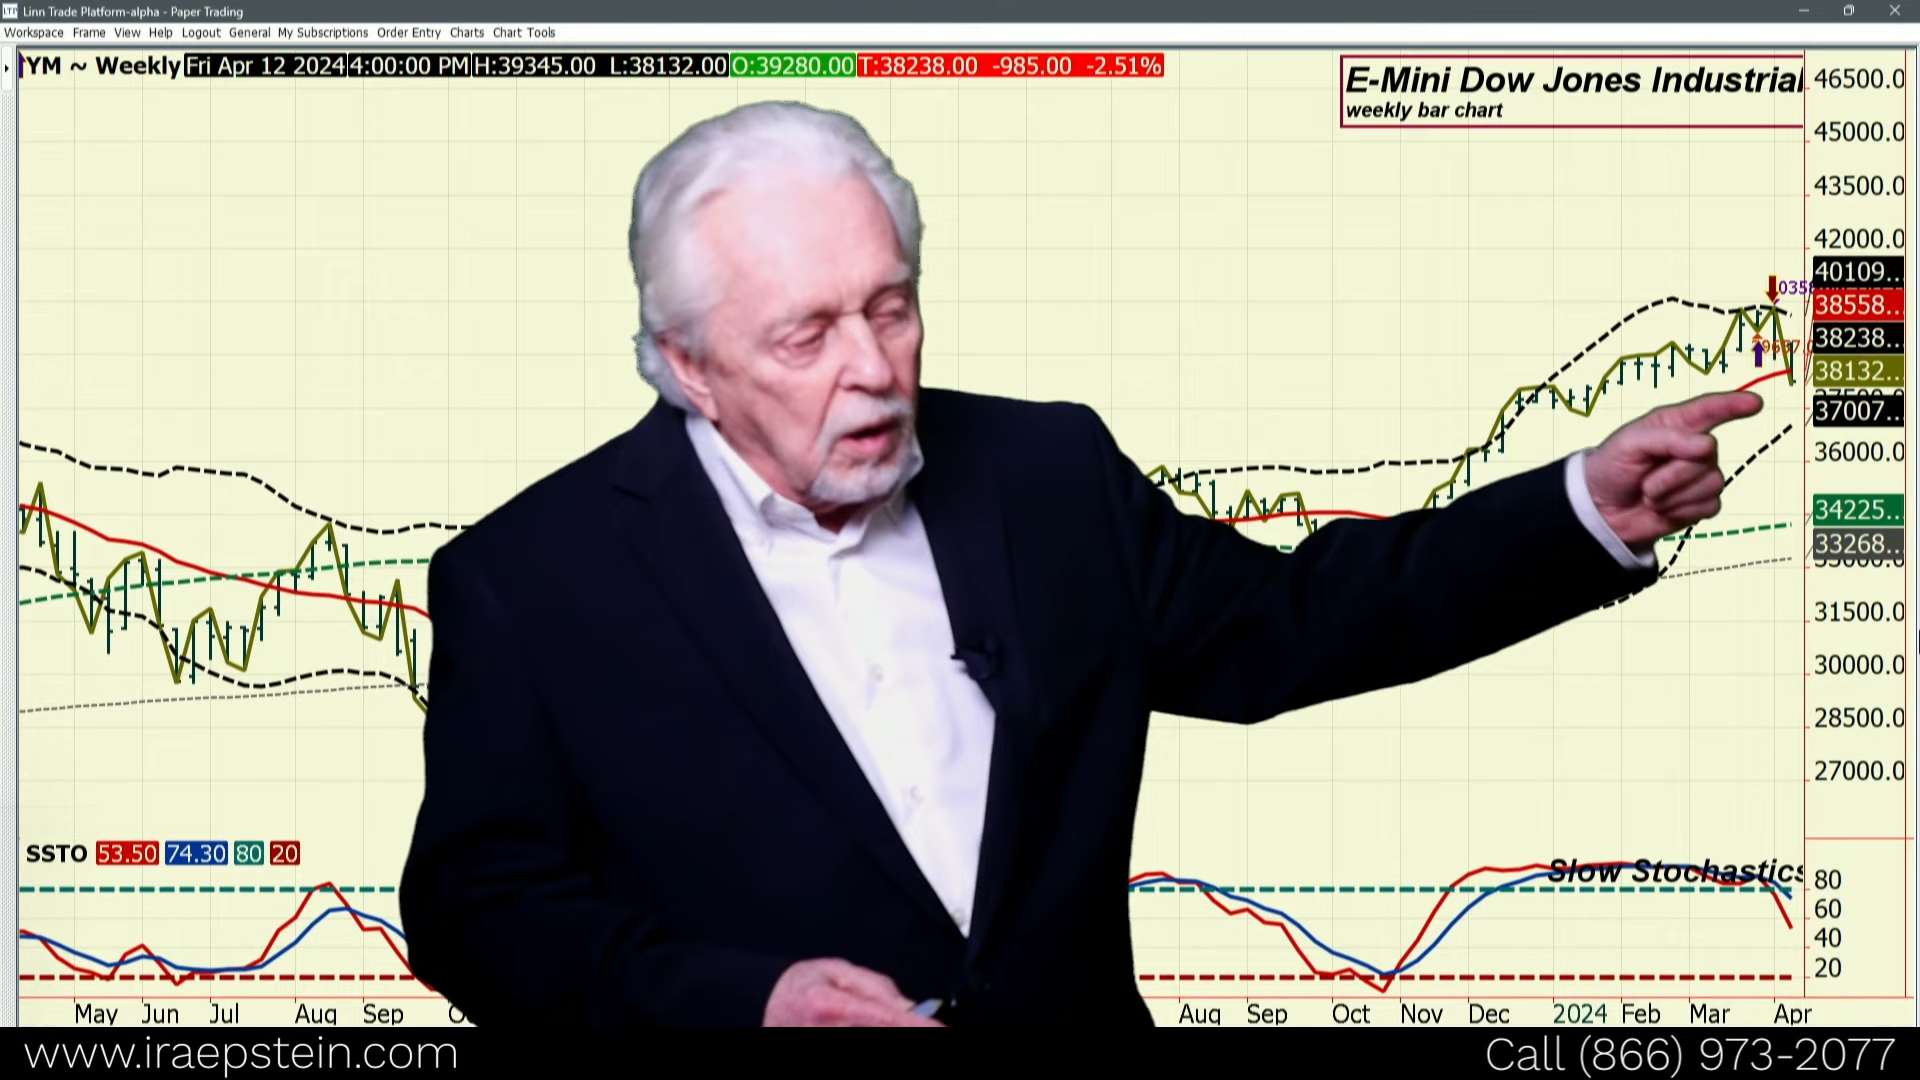 Linn Trade Platform-alpha - Paper Trading
Workspace Frame View Help Logout General My Subscriptions Order Entry Charts Chart Tools
YM ~ Weekly Fri Apr 12 2024 4:00:00 PM H:39345.00 L:38132.00 O:39280.00 T:38238.00 -985.00 -2.51%
E-Mini Dow Jones Industrial
weekly bar chart
46500.0
45000.0
43500.0
42000.0
40109...
38558...
38238...
38132...
37007...
36000.0
34225...
33268...
31500.0
30000.0
28500.0
27000.0
SSTO 53.50 74.30 80 20
Slow Stochastics
80
60
40
20
May Jun Jul Aug Sep Aug Sep Oct Nov Dec 2024 Feb Mar Apr
www.iraepstein.com
Call (866) 973-2077